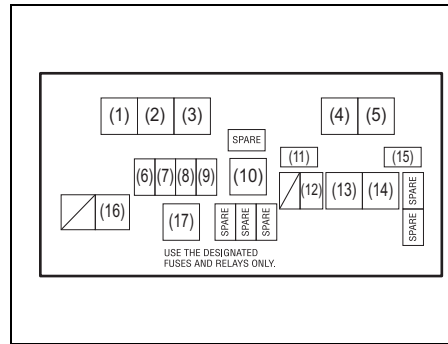 (1) (2) (3) (4) (5)
SPARE
(11) (15)
(6) (7) (8) (9) (10) (12) (13) (14) SPARE
(16) (17) SPARE SPARE SPARE SPARE
USE THE DESIGNATED
FUSES AND RELAYS ONLY.